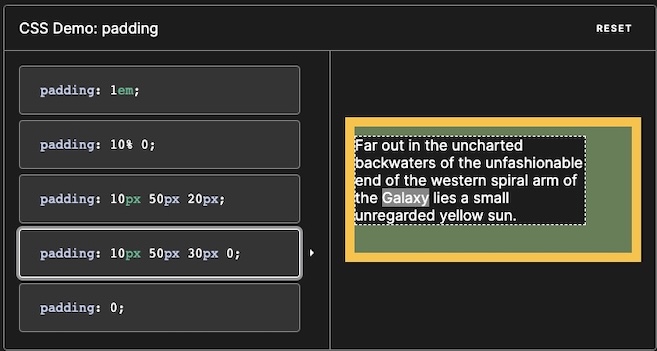 CSS Demo: padding
RESET
padding: 1em;
padding: 10% 0;
padding: 10px 50px 20px;
padding: 10px 50px 30px 0;
padding: 0;
Far out in the uncharted
backwaters of the unfashionable
end of the western spiral arm of
the Galaxy lies a small
unregarded yellow sun.